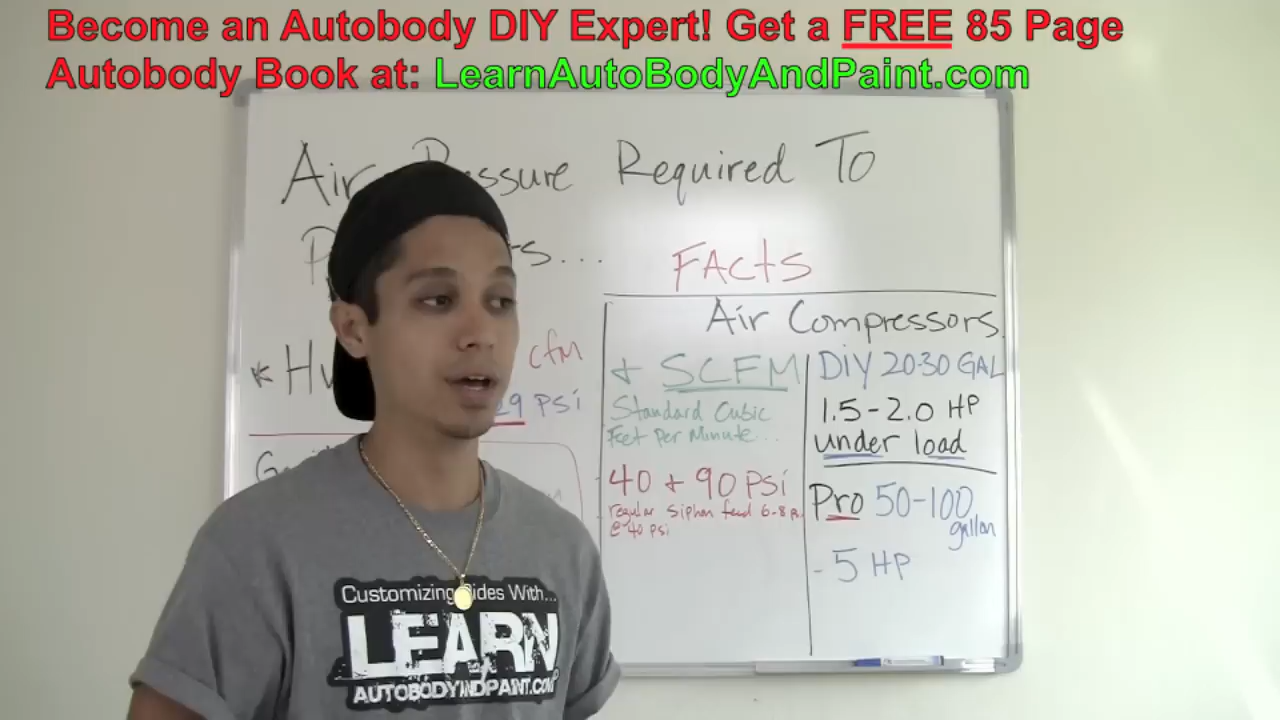 Become an Autobody DIY Expert! Get a FREE 85 Page
Autobody Book at: LearnAutoBodyAndPaint.com
Air Required To
...
FACts
Air Compressors
cfm
29 PSi
+ SCFM
Standard Cubic
Feet Per Minute...
40 + 90 PSi
regular Siphon feed 6-8
@ 40 PSi
DiY 20-30 GAL
1.5-2.0 HP
under load
Pro 50-100
gallon
- 5 HP
Customizing Rides With...
LEARN
AUTOBODYANDPAINT.COM